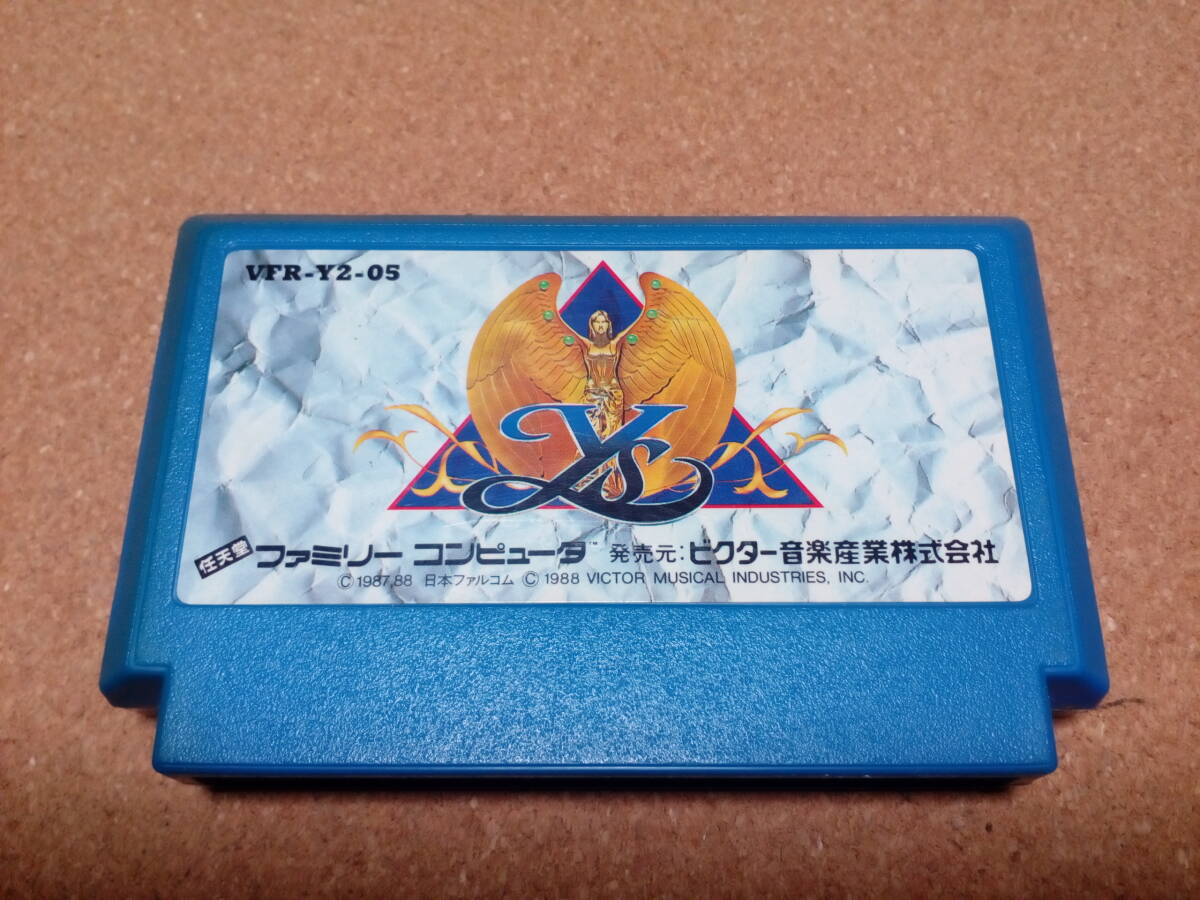 VFR-Y2-05
Ys
任天堂 ファミリー コンピュータ™ 発売元:ビクター音楽産業株式会社
© 1987,88 日本ファルコム © 1988 VICTOR MUSICAL INDUSTRIES, INC.